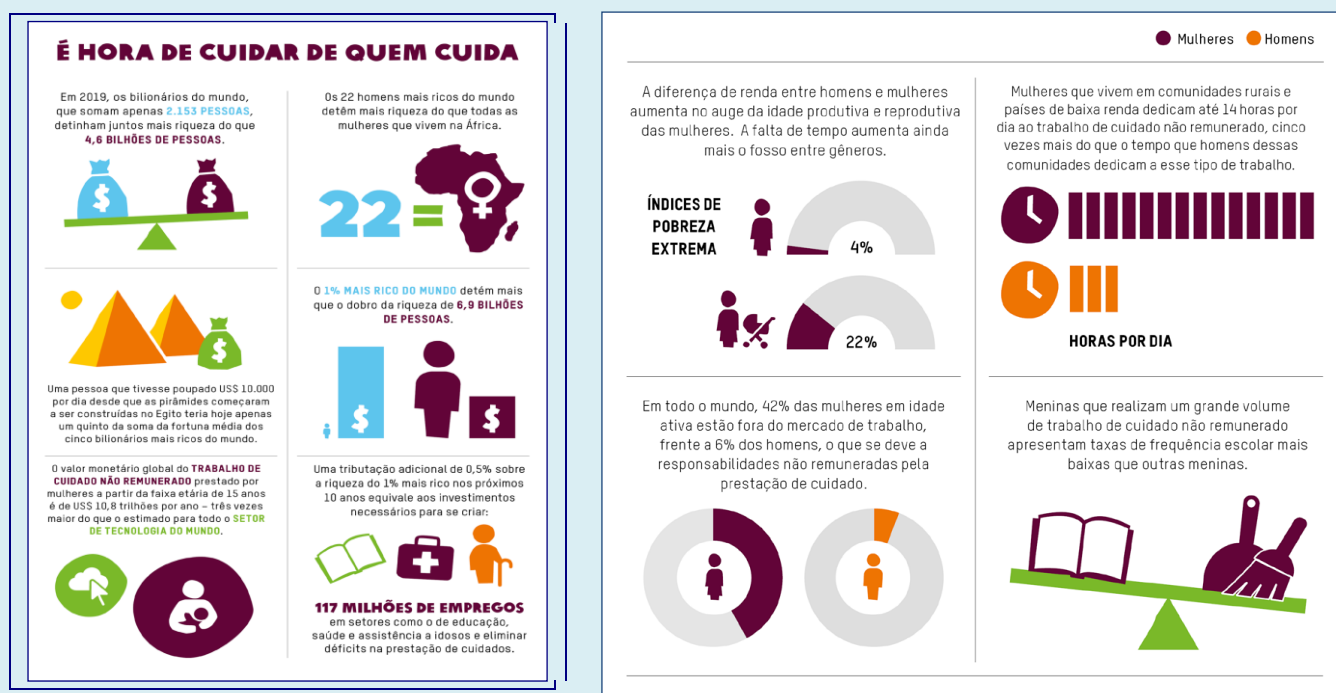 É HORA DE CUIDAR DE QUEM CUIDA
Em 2019, os bilionários do mundo,
que somam apenas 2.153 PESSOAS,
detinham juntos mais riqueza do que
4,6 BILHÕES DE PESSOAS.
$
$
Os 22 homens mais ricos do mundo
detêm mais riqueza do que todas as
mulheres que vivem na África.
22 =
$
Uma pessoa que tivesse poupado US$ 10.000
por dia desde que as pirâmides começaram
a ser construídas no Egito teria hoje apenas
um quinto da soma da fortuna média dos
cinco bilionários mais ricos do mundo.
O 1% MAIS RICO DO MUNDO detém mais
que o dobro da riqueza de 6,9 BILHÕES
DE PESSOAS.
$
$
O valor monetário global do TRABALHO DE
CUIDADO NÃO REMUNERADO prestado por
mulheres a partir da faixa etária de 15 anos
é de US$ 10,8 trilhões por ano – três vezes
maior do que o estimado para todo o SETOR
DE TECNOLOGIA DO MUNDO.
Uma tributação adicional de 0,5% sobre
a riqueza do 1% mais rico nos próximos
10 anos equivale aos investimentos
necessários para se criar:
117 MILHÕES DE EMPREGOS
em setores como o de educação,
saúde e assistência a idosos e eliminar
déficits na prestação de cuidados.
Mulheres
Homens
A diferença de renda entre homens e mulheres
aumenta no auge da idade produtiva e reprodutiva
das mulheres. A falta de tempo aumenta ainda
mais o fosso entre gêneros.
ÍNDICES DE
POBREZA
EXTREMA
4%
22%
Mulheres que vivem em comunidades rurais e
países de baixa renda dedicam até 14 horas por
dia ao trabalho de cuidado não remunerado, cinco
vezes mais do que o tempo que homens dessas
comunidades dedicam a esse tipo de trabalho.
HORAS POR DIA
Em todo o mundo, 42% das mulheres em idade
ativa estão fora do mercado de trabalho,
frente a 6% dos homens, o que se deve a
responsabilidades não remuneradas pela
prestação de cuidado.
Meninas que realizam um grande volume
de trabalho de cuidado não remunerado
apresentam taxas de frequência escolar mais
baixas que outras meninas.